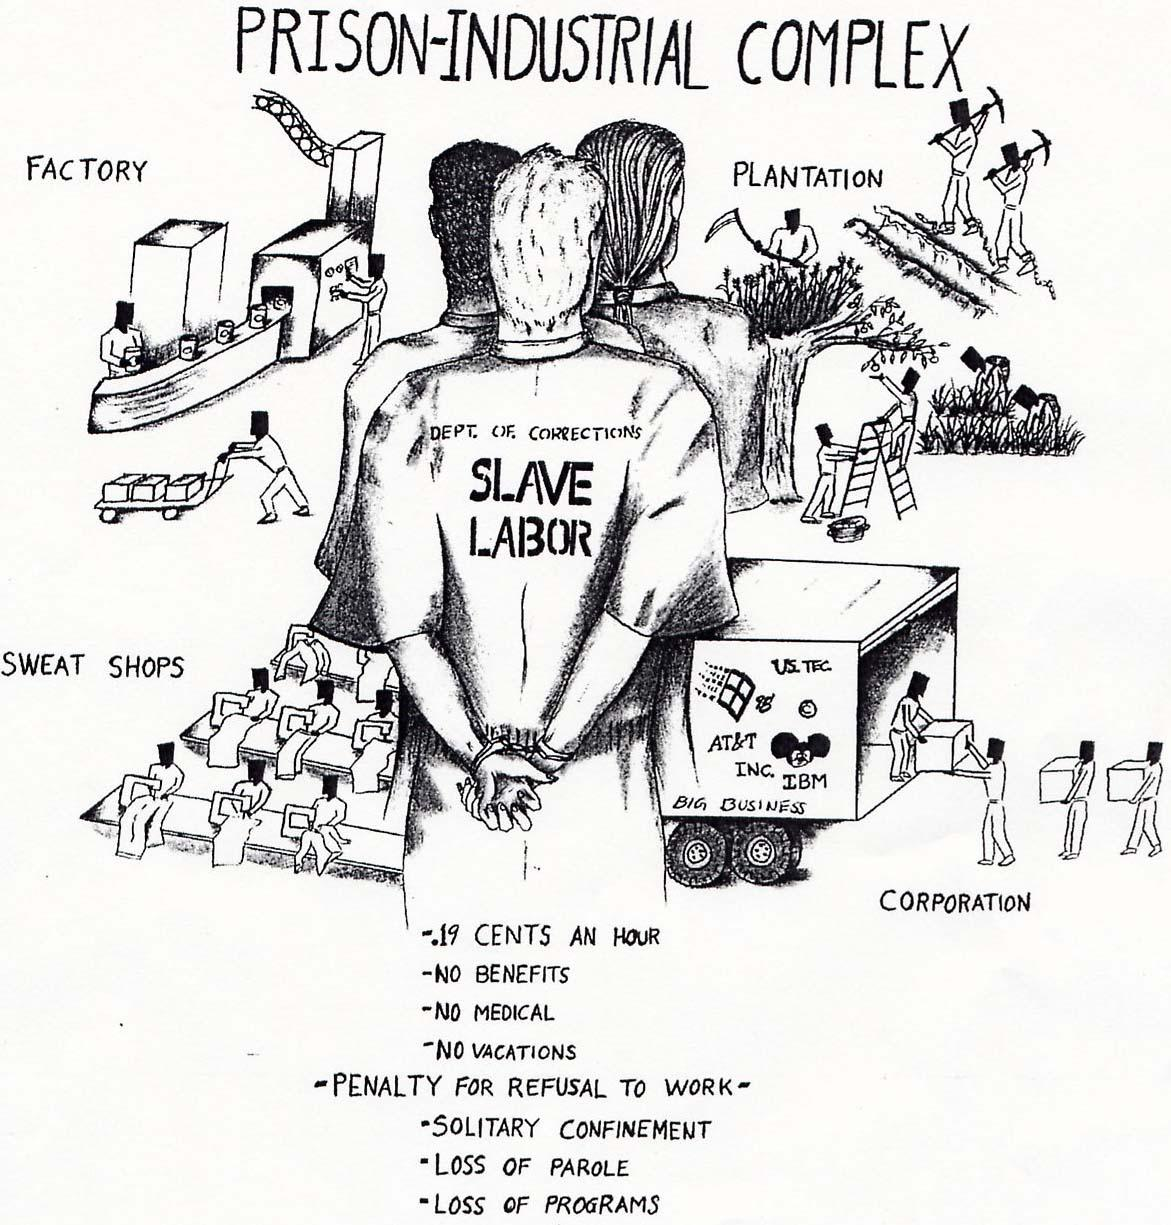 PRISON-INDUSTRIAL COMPLEX
FACTORY
PLANTATION
DEPT. OF. CORRECTIONS
SLAVE
LABOR
SWEAT SHOPS
U.S. TEC.
©
AT&T
INC.
IBM
BIG BUSINESS
CORPORATION
-.19 CENTS AN HOUR
-NO BENEFITS
-NO MEDICAL
-NO VACATIONS
-PENALTY FOR REFUSAL TO WORK-
-SOLITARY CONFINEMENT
-LOSS OF PAROLE
-LOSS OF PROGRAMS